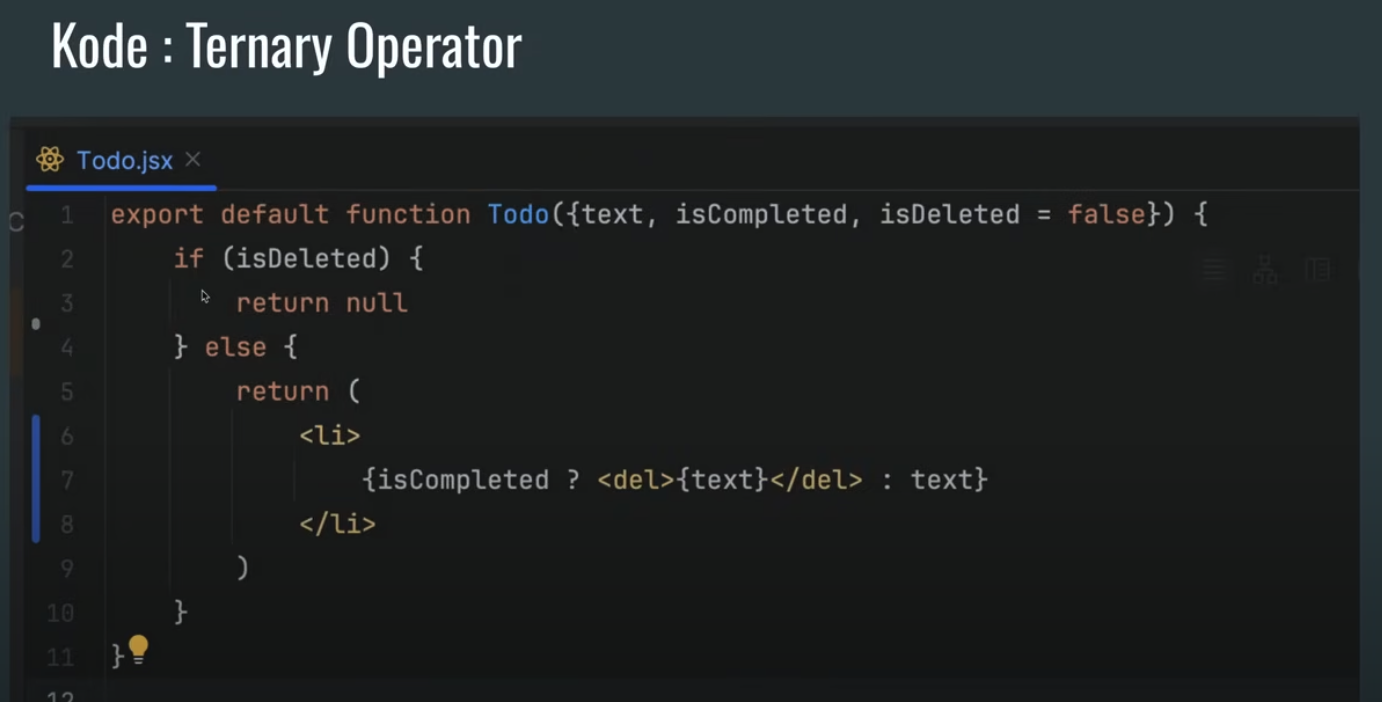 Kode : Ternary Operator
Todo.jsx ×
1 export default function Todo({text, isCompleted, isDeleted = false}) {
2     if (isDeleted) {
3         return null
4     } else {
5         return (
6             <li>
7                 {isCompleted ? <del>{text}</del> : text}
8             </li>
9         )
10     }
11 }
12